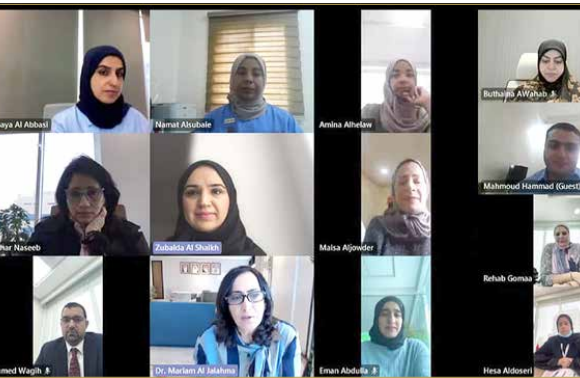 aya Al Abbasi
Namat Alsubaie
Amina Alhelaw
Buthaina AWahab
Mahmoud Hammad (Guest)
har Naseeb
Zubakta Al Shaikh
Maisa Aljowder
Rehab Gomaa
med Wagih
Dr. Mariam Al Jalahma
Eman Abdulla
Hesa Aldoseri